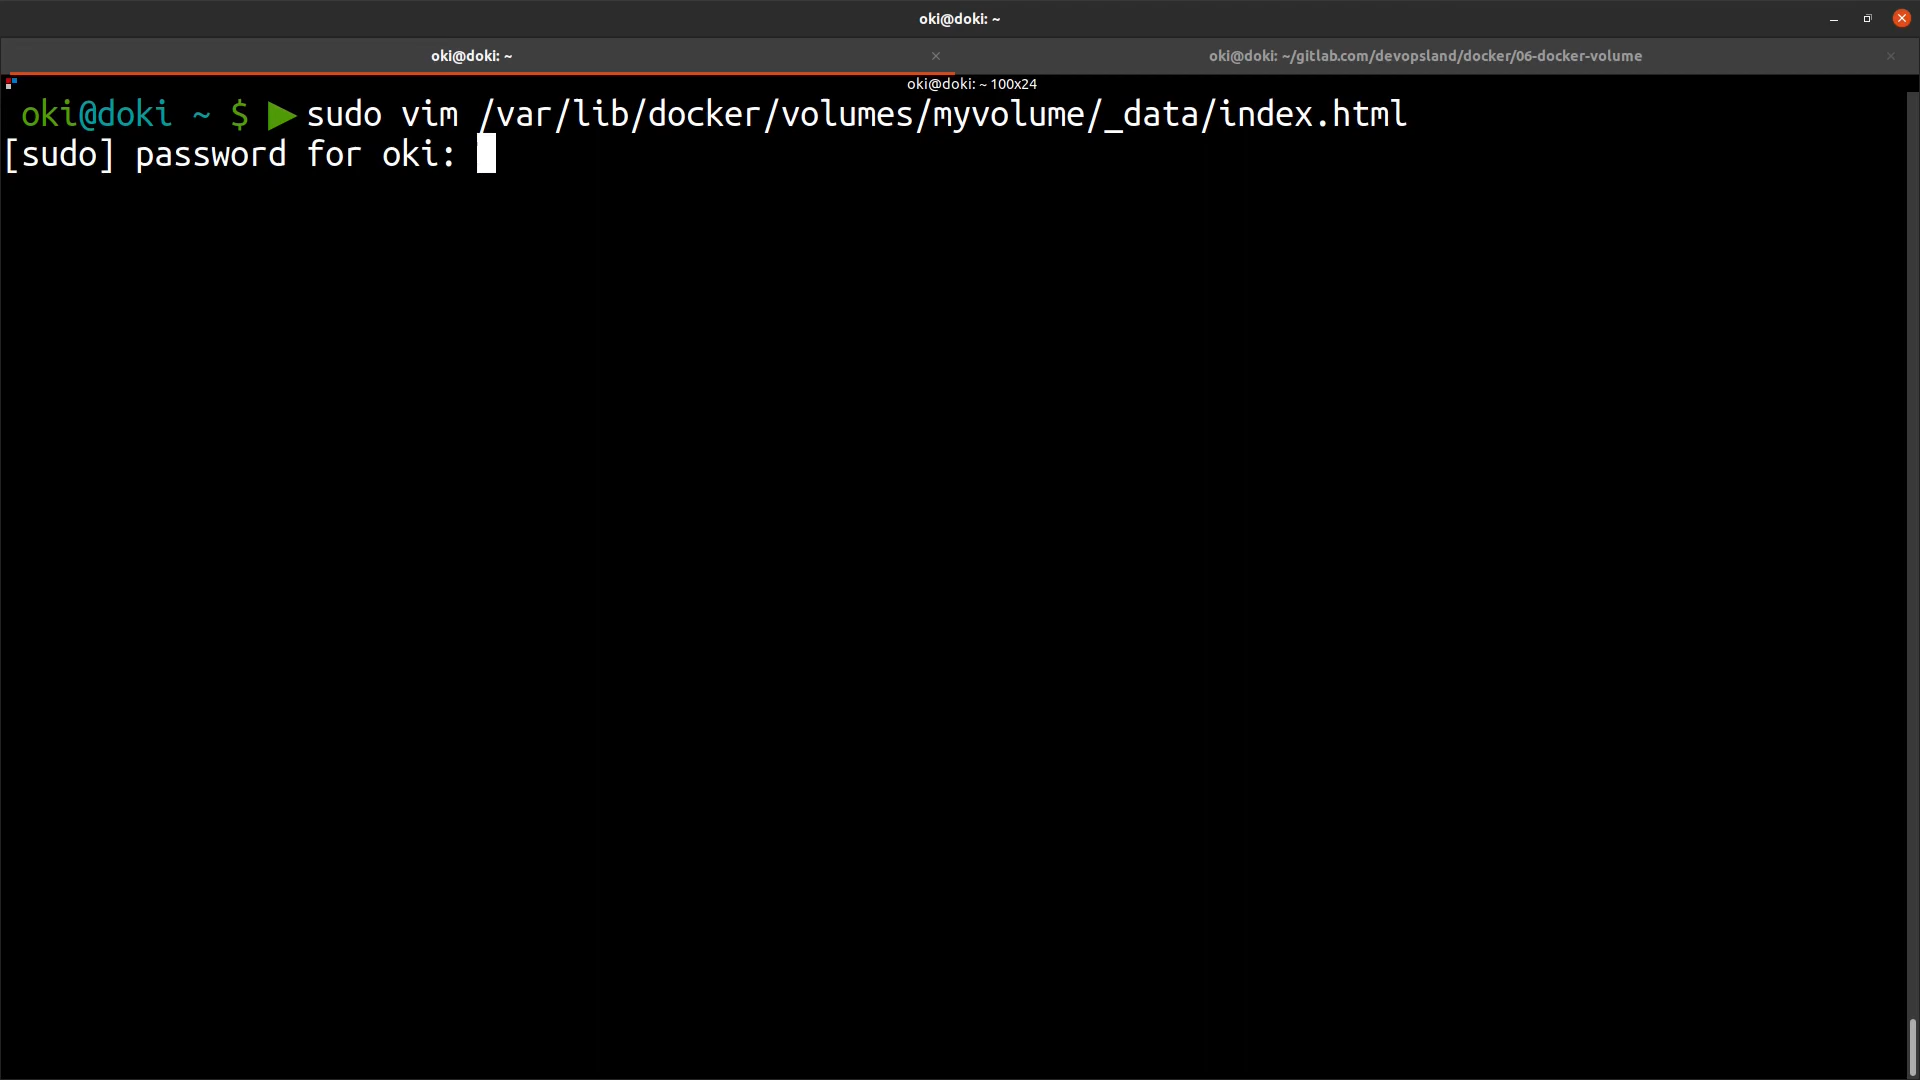 oki@doki: ~
oki@doki: ~
oki@doki: ~/gitlab.com/devopsland/docker/06-docker-volume
oki@doki: ~ 100x24
oki@doki ~ $ ▶ sudo vim /var/lib/docker/volumes/myvolume/_data/index.html
[sudo] password for oki: